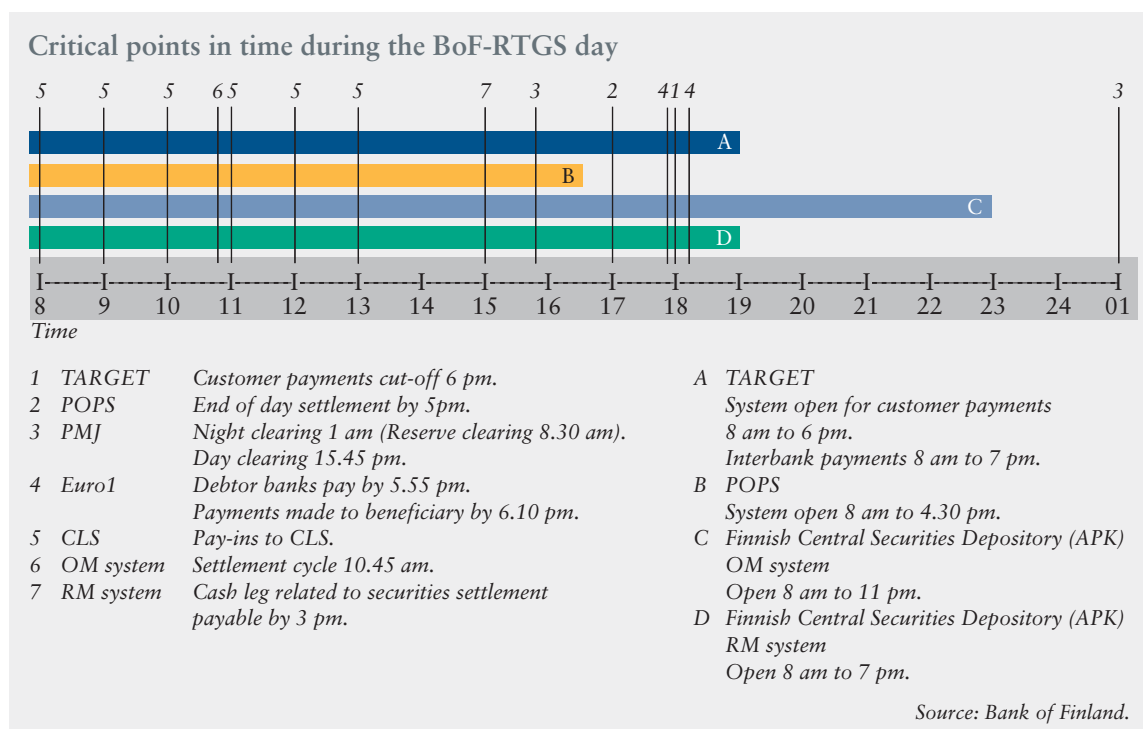 Critical points in time during the BoF-RTGS day
5 5 5 6 5 5 5 7 3 2 4 1 4 3
A
B
C
D
I------I------I------I------I------I------I------I------I------I------I------I------I------I------I------I------I------I
8 9 10 11 12 13 14 15 16 17 18 19 20 21 22 23 24 01
Time
1 TARGET Customer payments cut-off 6 pm.
2 POPS End of day settlement by 5pm.
3 PMJ Night clearing 1 am (Reserve clearing 8.30 am).
Day clearing 15.45 pm.
4 Euro1 Debtor banks pay by 5.55 pm.
Payments made to beneficiary by 6.10 pm.
5 CLS Pay-ins to CLS.
6 OM system Settlement cycle 10.45 am.
7 RM system Cash leg related to securities settlement
payable by 3 pm.
A TARGET
System open for customer payments
8 am to 6 pm.
Interbank payments 8 am to 7 pm.
B POPS
System open 8 am to 4.30 pm.
C Finnish Central Securities Depository (APK)
OM system
Open 8 am to 11 pm.
D Finnish Central Securities Depository (APK)
RM system
Open 8 am to 7 pm.
Source: Bank of Finland.